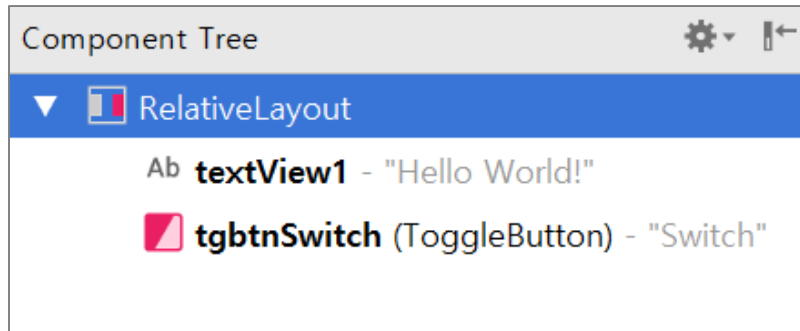 Component Tree
RelativeLayout
Ab textView1 - "Hello World!"
tgbtnSwitch (ToggleButton) - "Switch"